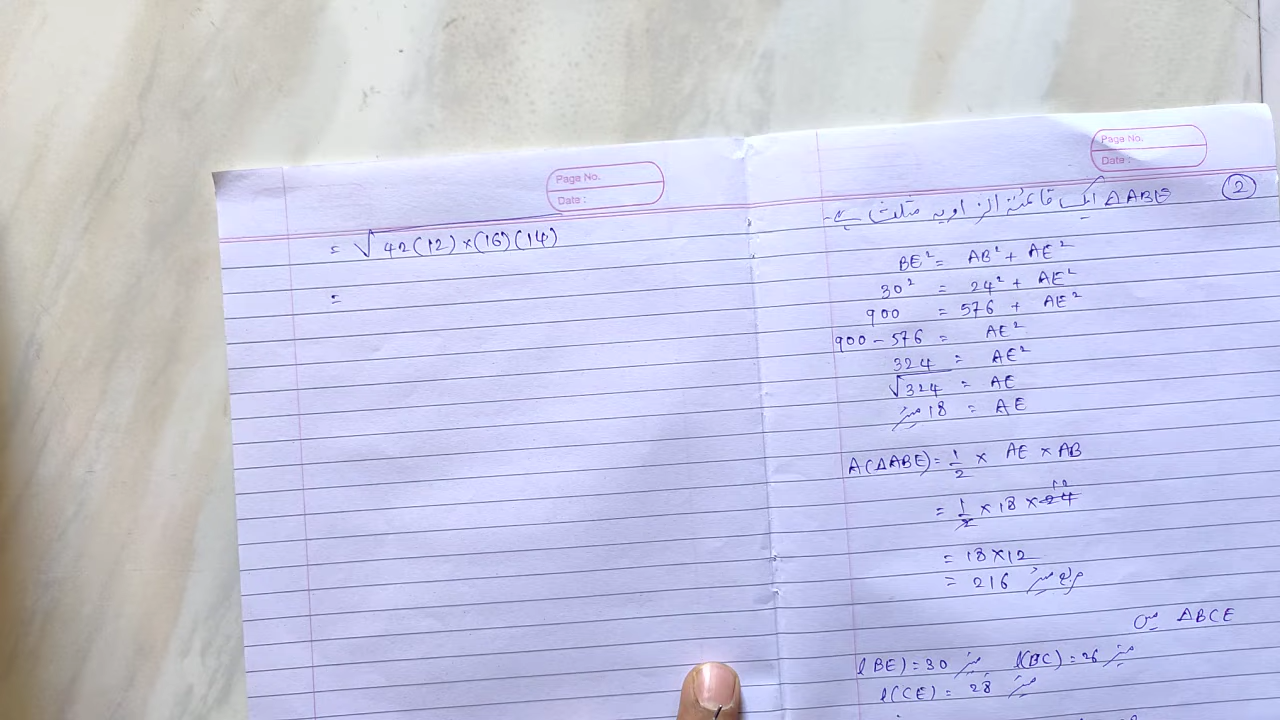 Page No.
Date :
= √42(12)×(16)(14)
=
Page No.
Date :
②
ΔABE ایک قائمۃ الزاویہ مثلث ہے-
BE² = AB² + AE²
30² = 24² + AE²
900 = 576 + AE²
900 - 576 = AE²
324 = AE²
√324 = AE
میٹر 18 = AE
A(ΔABE) = 1/2 × AE × AB
= 1/2 × 18 × 24 12
= 18×12
= 216 مربع میٹر
ΔBCE میں
l(BE) = 30 میٹر l(BC) = 26 میٹر
l(CE) = 28 میٹر